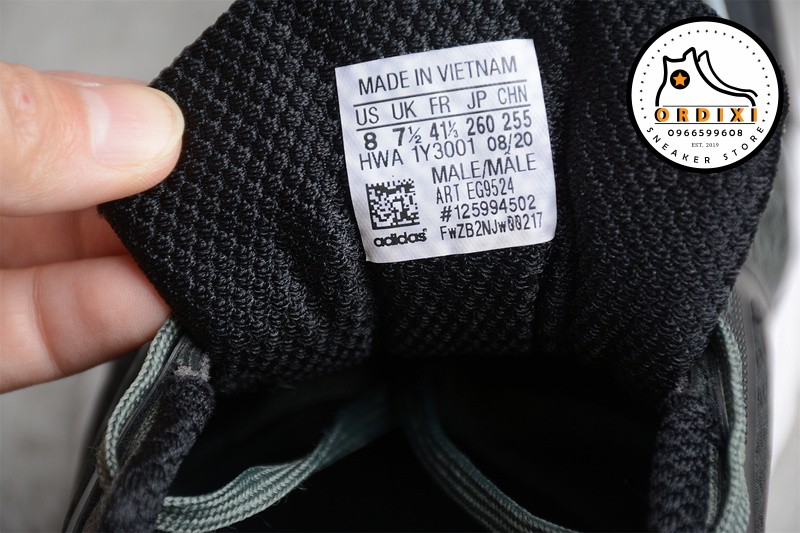 MADE IN VIETNAM
US UK FR JP CHN
8 7½ 41⅓ 260 255
HWA 1Y3001 08/20
MALE/MÂLE
ART EG9524
#125994502
adidas FwZB2NJw00217
ORDIXI
0966599608
EST. 2019
SNEAKER STORE